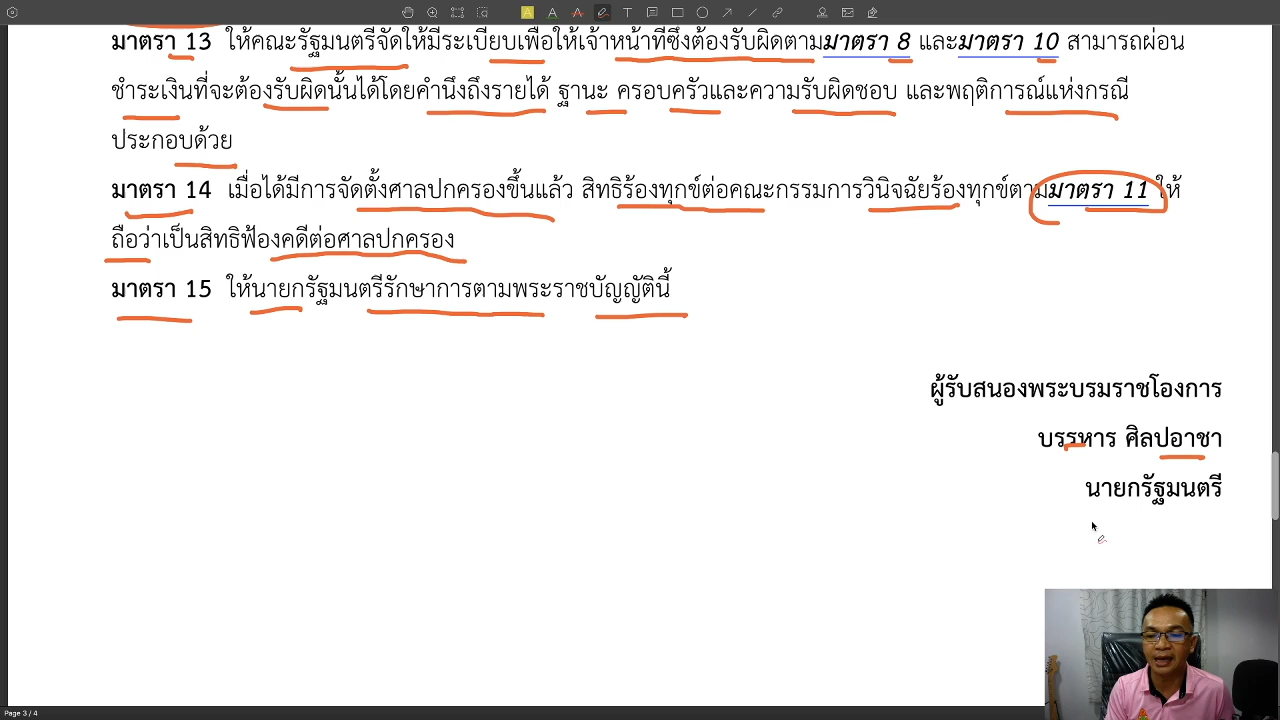 มาตรา 13 ให้คณะรัฐมนตรีจัดให้มีระเบียบเพื่อให้เจ้าหน้าที่ซึ่งต้องรับผิดตามมาตรา 8 และมาตรา 10 สามารถผ่อน
ชำระเงินที่จะต้องรับผิดนั้นได้โดยคำนึงถึงรายได้ ฐานะ ครอบครัวและความรับผิดชอบ และพฤติการณ์แห่งกรณี
ประกอบด้วย
มาตรา 14 เมื่อได้มีการจัดตั้งศาลปกครองขึ้นแล้ว สิทธิร้องทุกข์ต่อคณะกรรมการวินิจฉัยร้องทุกข์ตามมาตรา 11 ให้
ถือว่าเป็นสิทธิฟ้องคดีต่อศาลปกครอง
มาตรา 15 ให้นายกรัฐมนตรีรักษาการตามพระราชบัญญัตินี้
ผู้รับสนองพระบรมราชโองการ
บรรหาร ศิลปอาชา
นายกรัฐมนตรี
Page 3 / 4